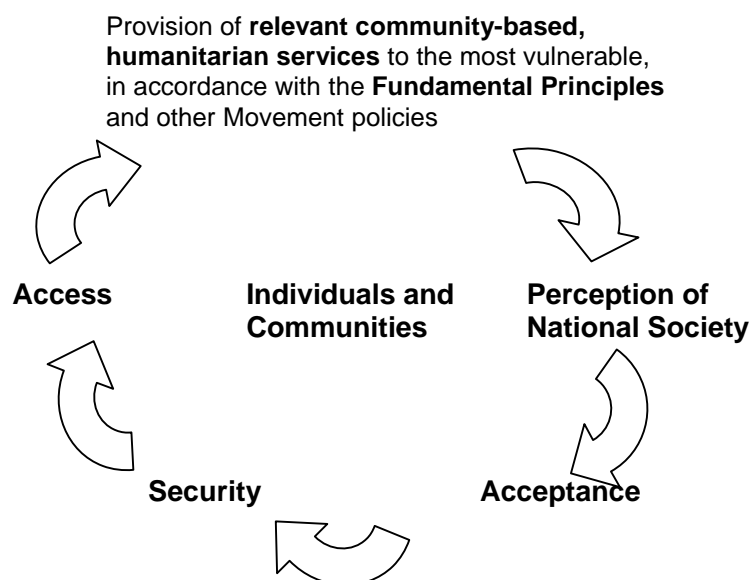 Provision of relevant community-based,
humanitarian services to the most vulnerable,
in accordance with the Fundamental Principles
and other Movement policies
Access
Individuals and
Communities
Perception of
National Society
Security
Acceptance